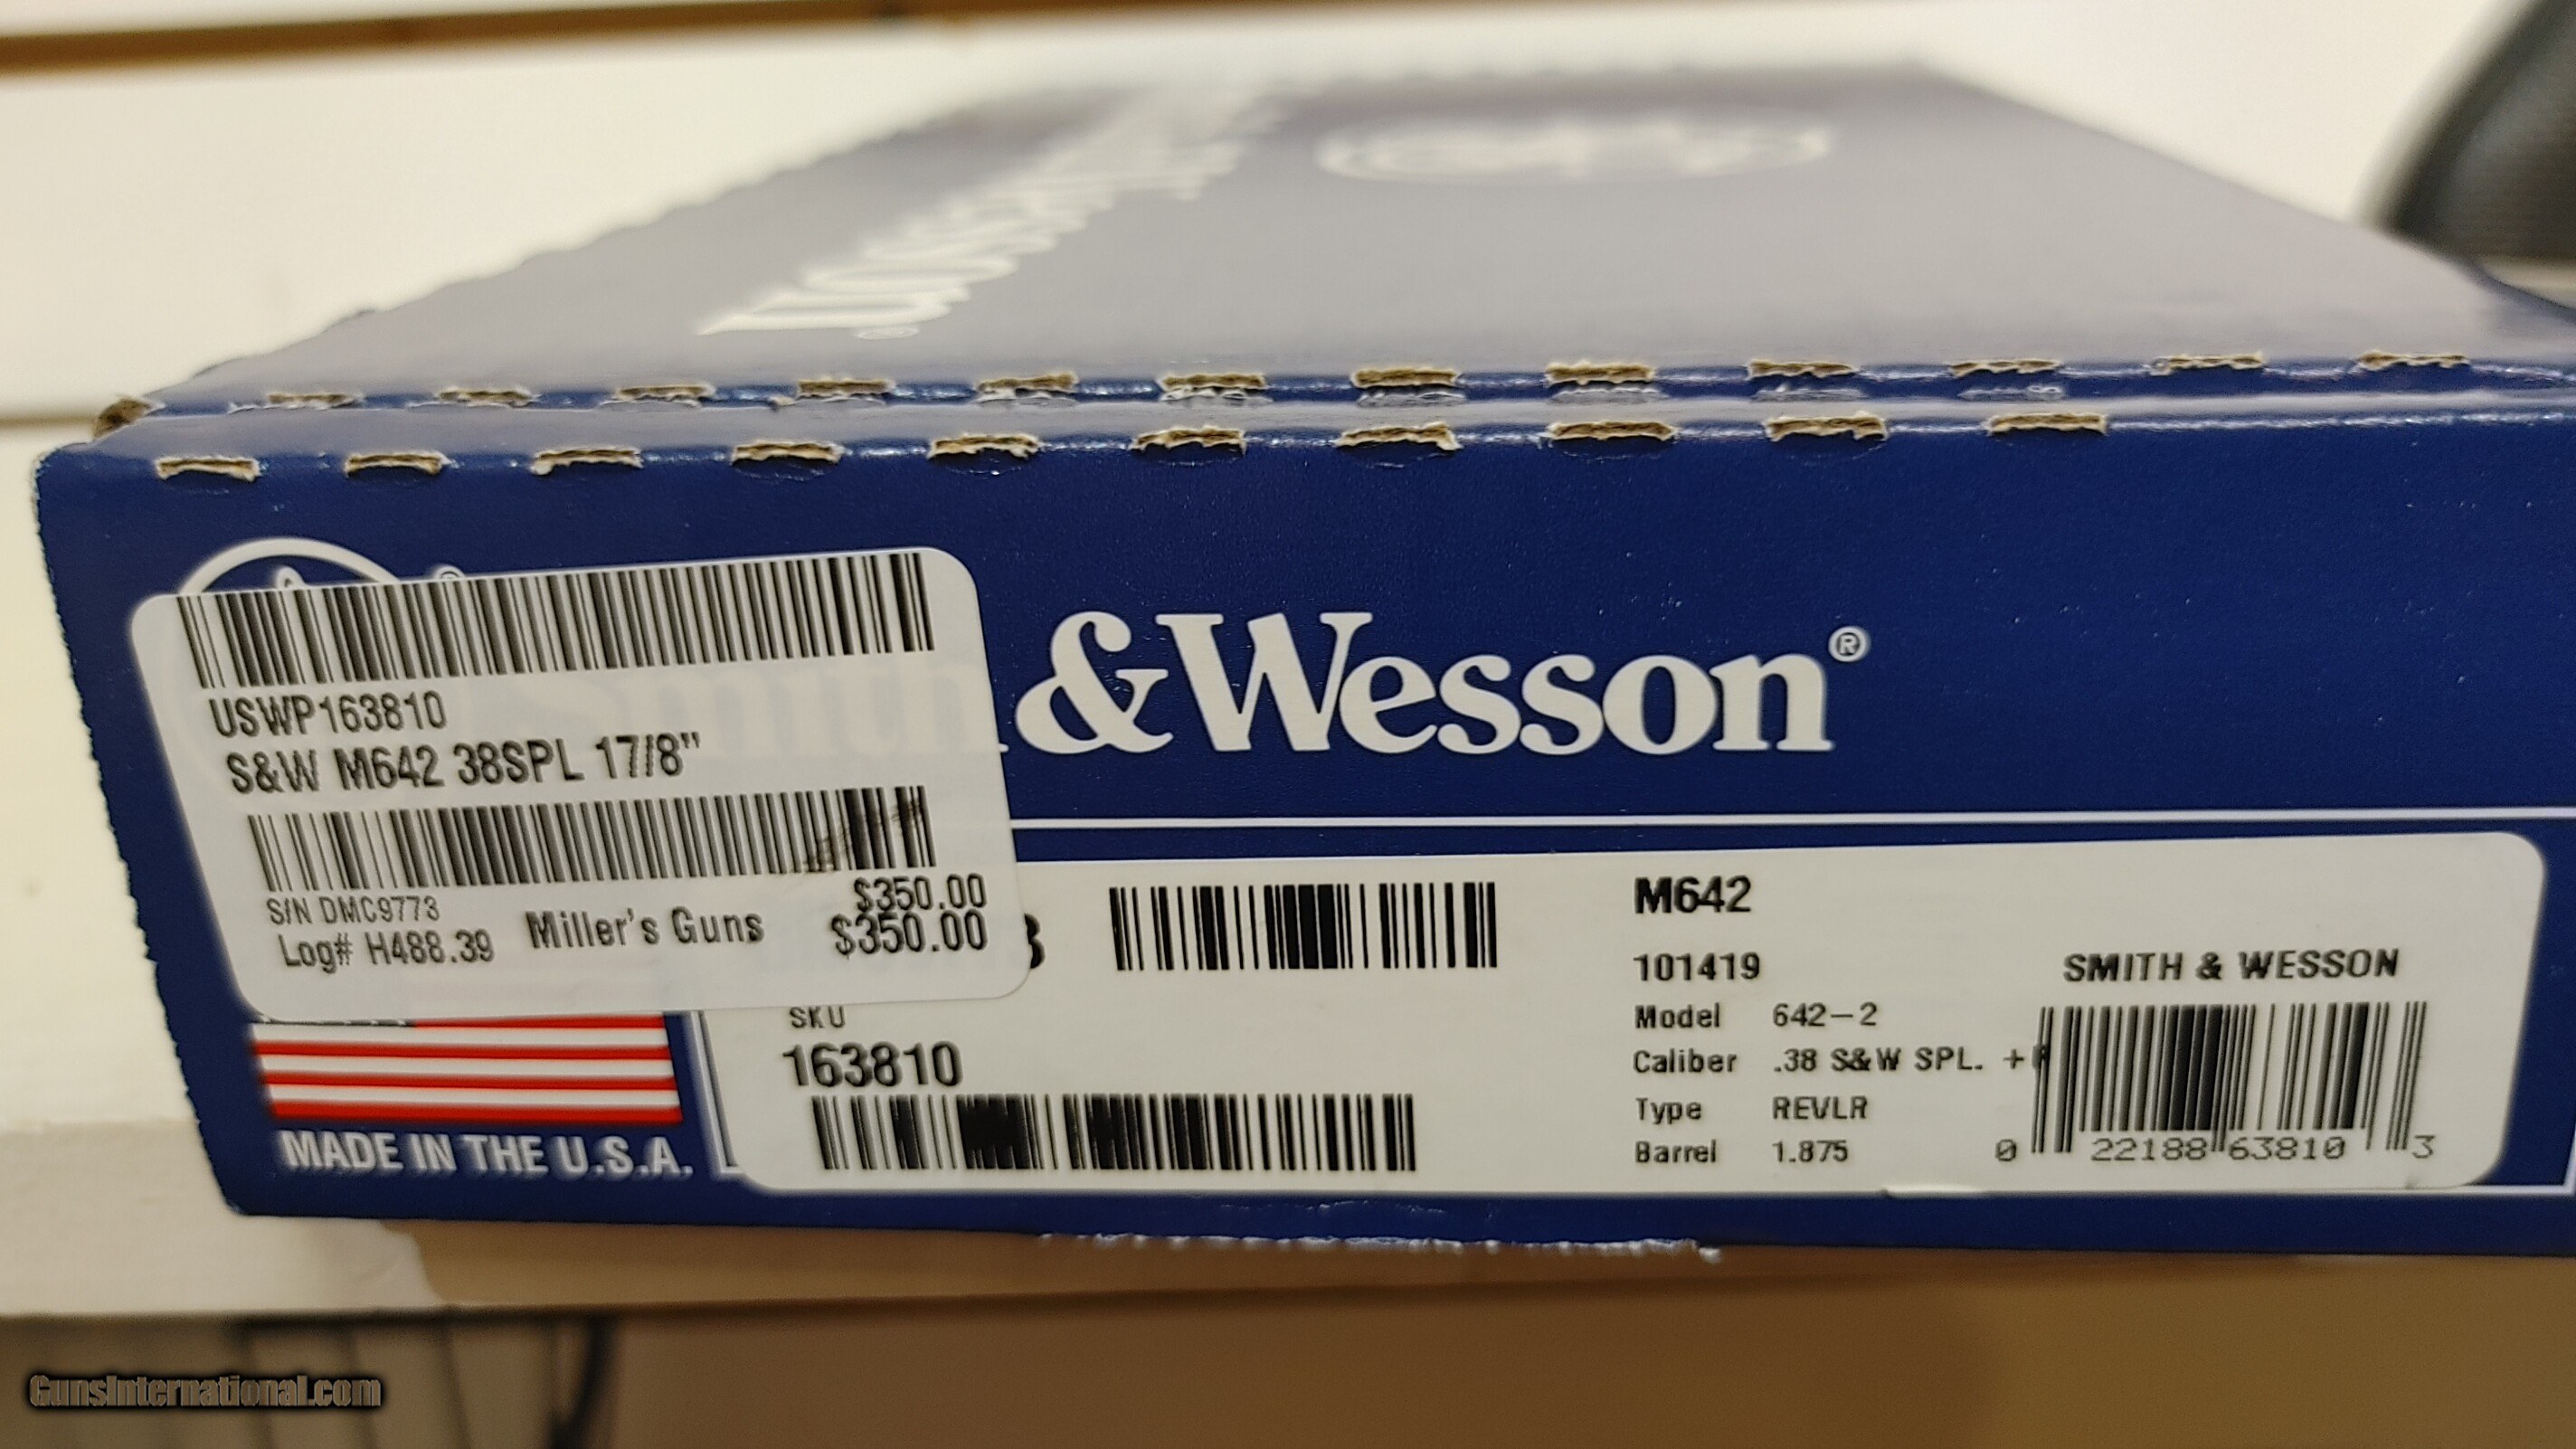 Wesson®
USWP163810
S&W M642 38SPL 17/8"
S/N DMC9773
Log# H488.39
Miller's Guns
$350.00
$350.00
&Wesson®
MADE IN THE U.S.A.
SKU
163810
M642
101419
Model 642-2
Caliber .38 S&W SPL. +
Type REVLR
Barrel 1.875
SMITH & WESSON
0 22188 63810 3
GunsInternational.com